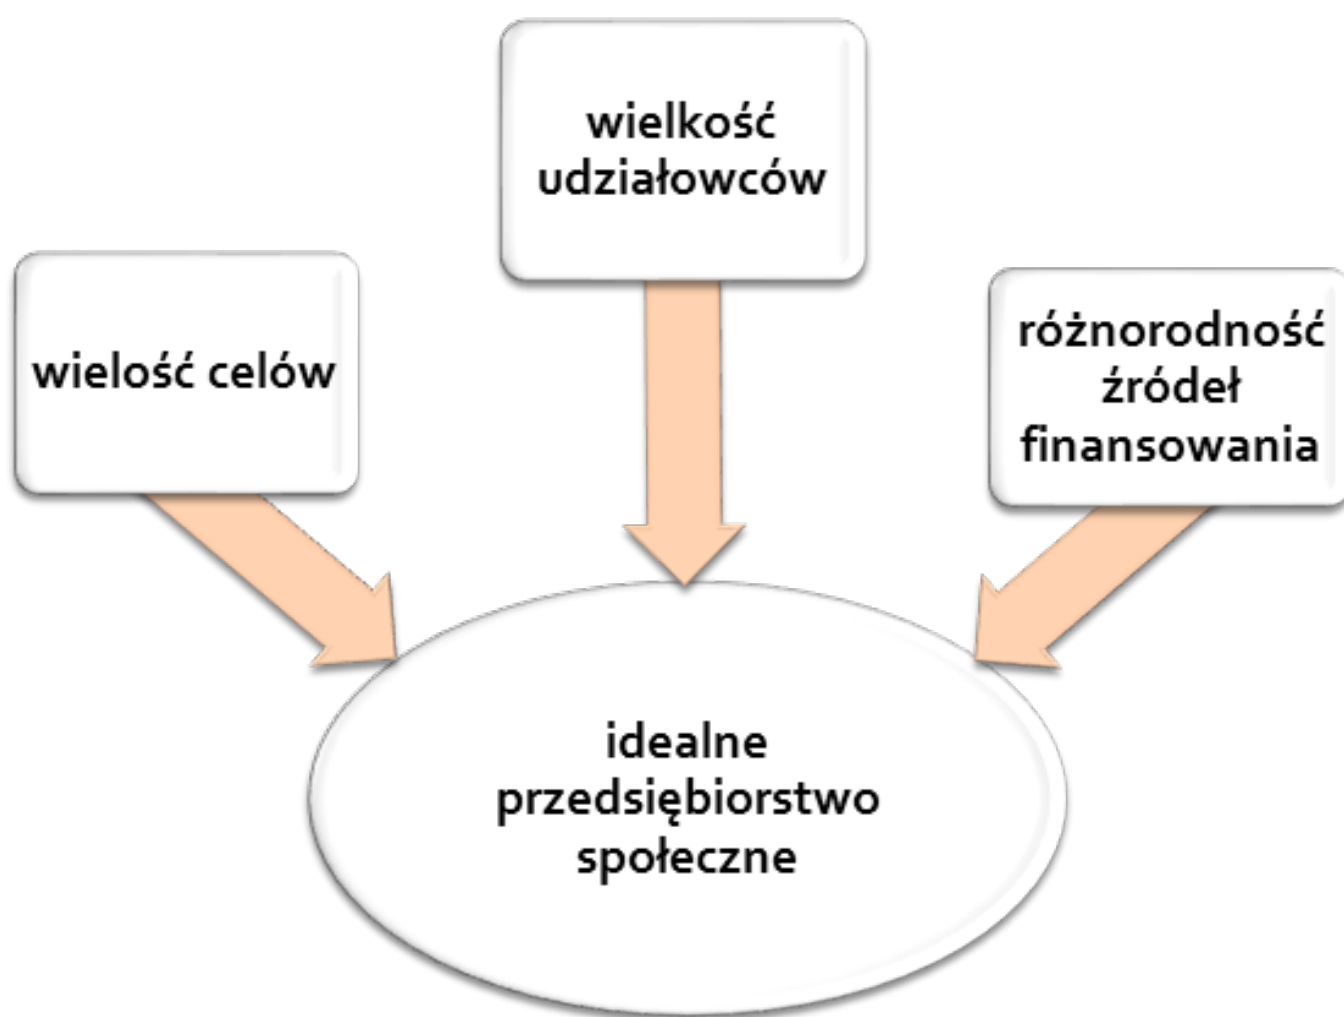 wielkość
udziałowców
wielość celów
różnorodność
źródeł
finansowania
idealne
przedsiębiorstwo
społeczne